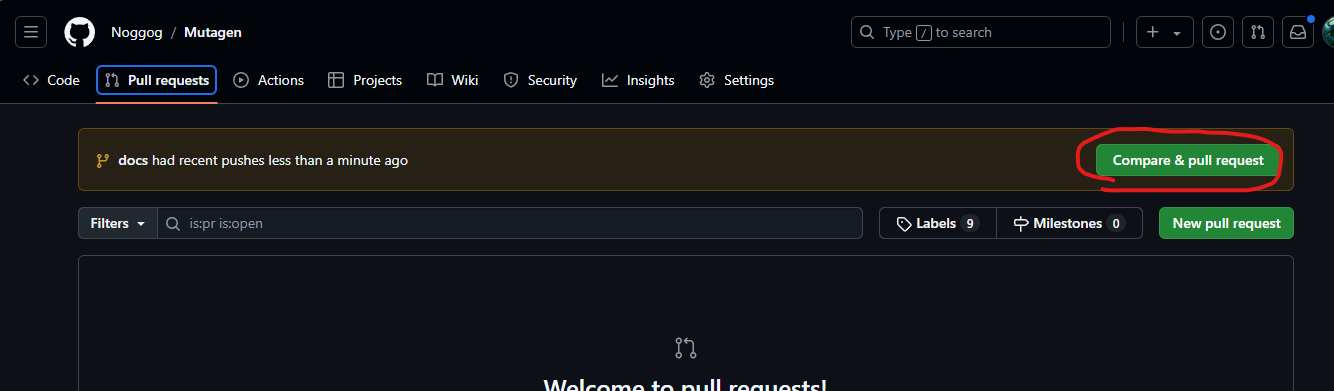 Noggog / Mutagen
Type / to search
Code
Pull requests
Actions
Projects
Wiki
Security
Insights
Settings
docs had recent pushes less than a minute ago
Compare & pull request
Filters
is:pr is:open
Labels 9
Milestones 0
New pull request
Welcome to pull requests!